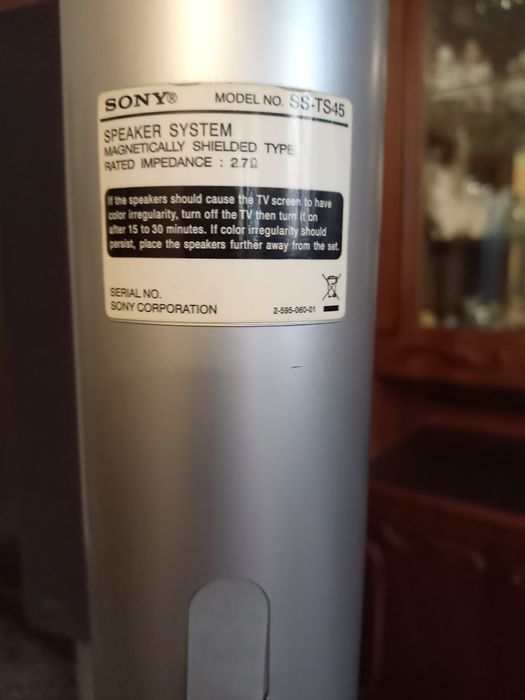 SONY® MODEL NO. SS-TS45
SPEAKER SYSTEM
MAGNETICALLY SHIELDED TYPE
RATED IMPEDANCE : 2.7Ω
If the speakers should cause the TV screen to have
color irregularity, turn off the TV then turn it on
after 15 to 30 minutes. If color irregularity should
persist, place the speakers further away from the set.
SERIAL NO.
SONY CORPORATION 2-595-060-01